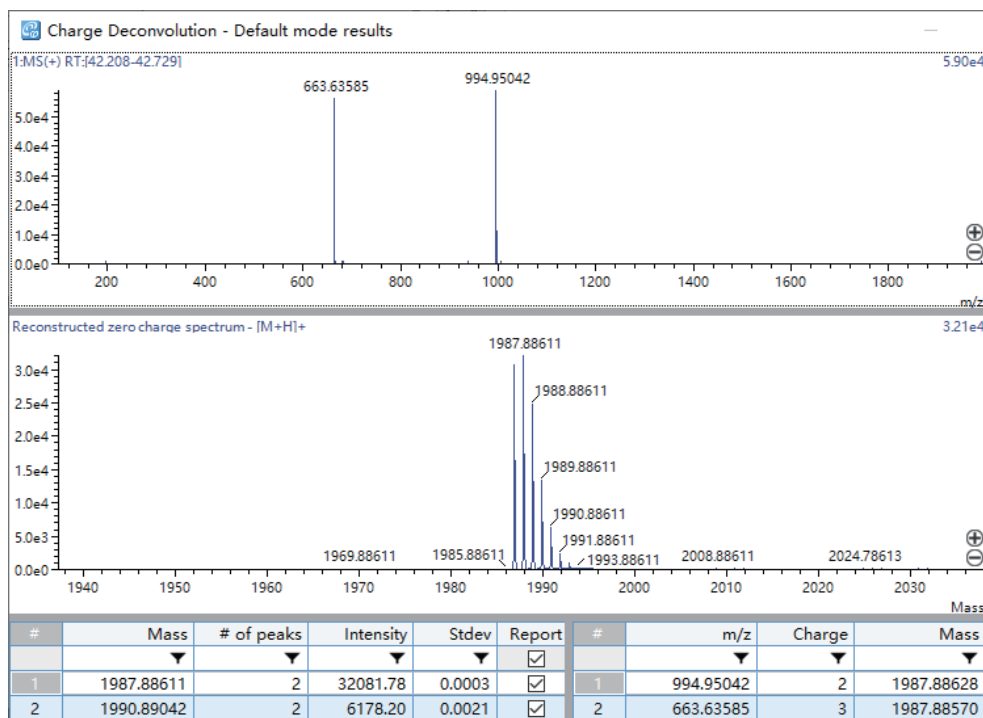 Charge Deconvolution - Default mode results
1:MS(+) RT:[42.208-42.729] 5.90e4
663.63585 994.95042
5.0e4
4.0e4
3.0e4
2.0e4
1.0e4
0.0e0
200 400 600 800 1000 1200 1400 1600 1800
m/z
Reconstructed zero charge spectrum - [M+H]+ 3.21e4
1987.88611
3.0e4
1988.88611
2.5e4
2.0e4
1.5e4
1989.88611
1.0e4
1990.88611
5.0e3
1991.88611
1969.88611 1985.88611 1993.88611 2008.88611 2024.78613
0.0e0
1940 1950 1960 1970 1980 1990 2000 2010 2020 2030
Mass
# Mass # of peaks Intensity Stdev Report # m/z Charge Mass
1 1987.88611 2 32081.78 0.0003 1 994.95042 2 1987.88628
2 1990.89042 2 6178.20 0.0021 2 663.63585 3 1987.88570